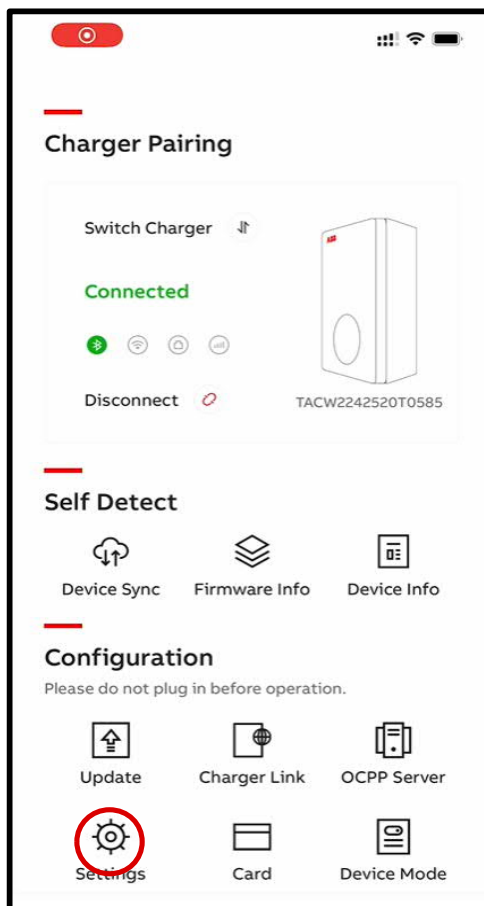 Charger Pairing
Switch Charger
Connected
Disconnect
ABB
TACW2242520T0585
Self Detect
Device Sync Firmware Info Device Info
Configuration
Please do not plug in before operation.
Update Charger Link OCPP Server
Settings Card Device Mode